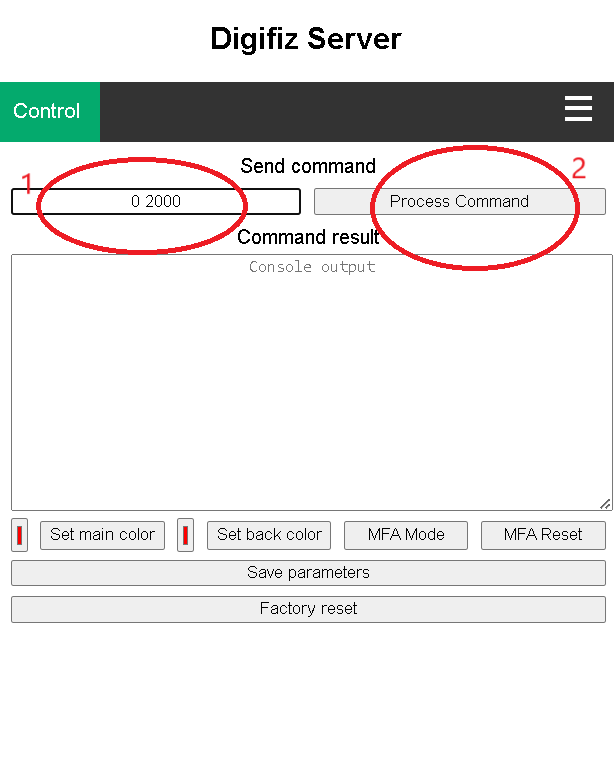 Digifiz Server
Control
Send command
1
2
0 2000
Process Command
Command result
Console output
Set main color
Set back color
MFA Mode
MFA Reset
Save parameters
Factory reset